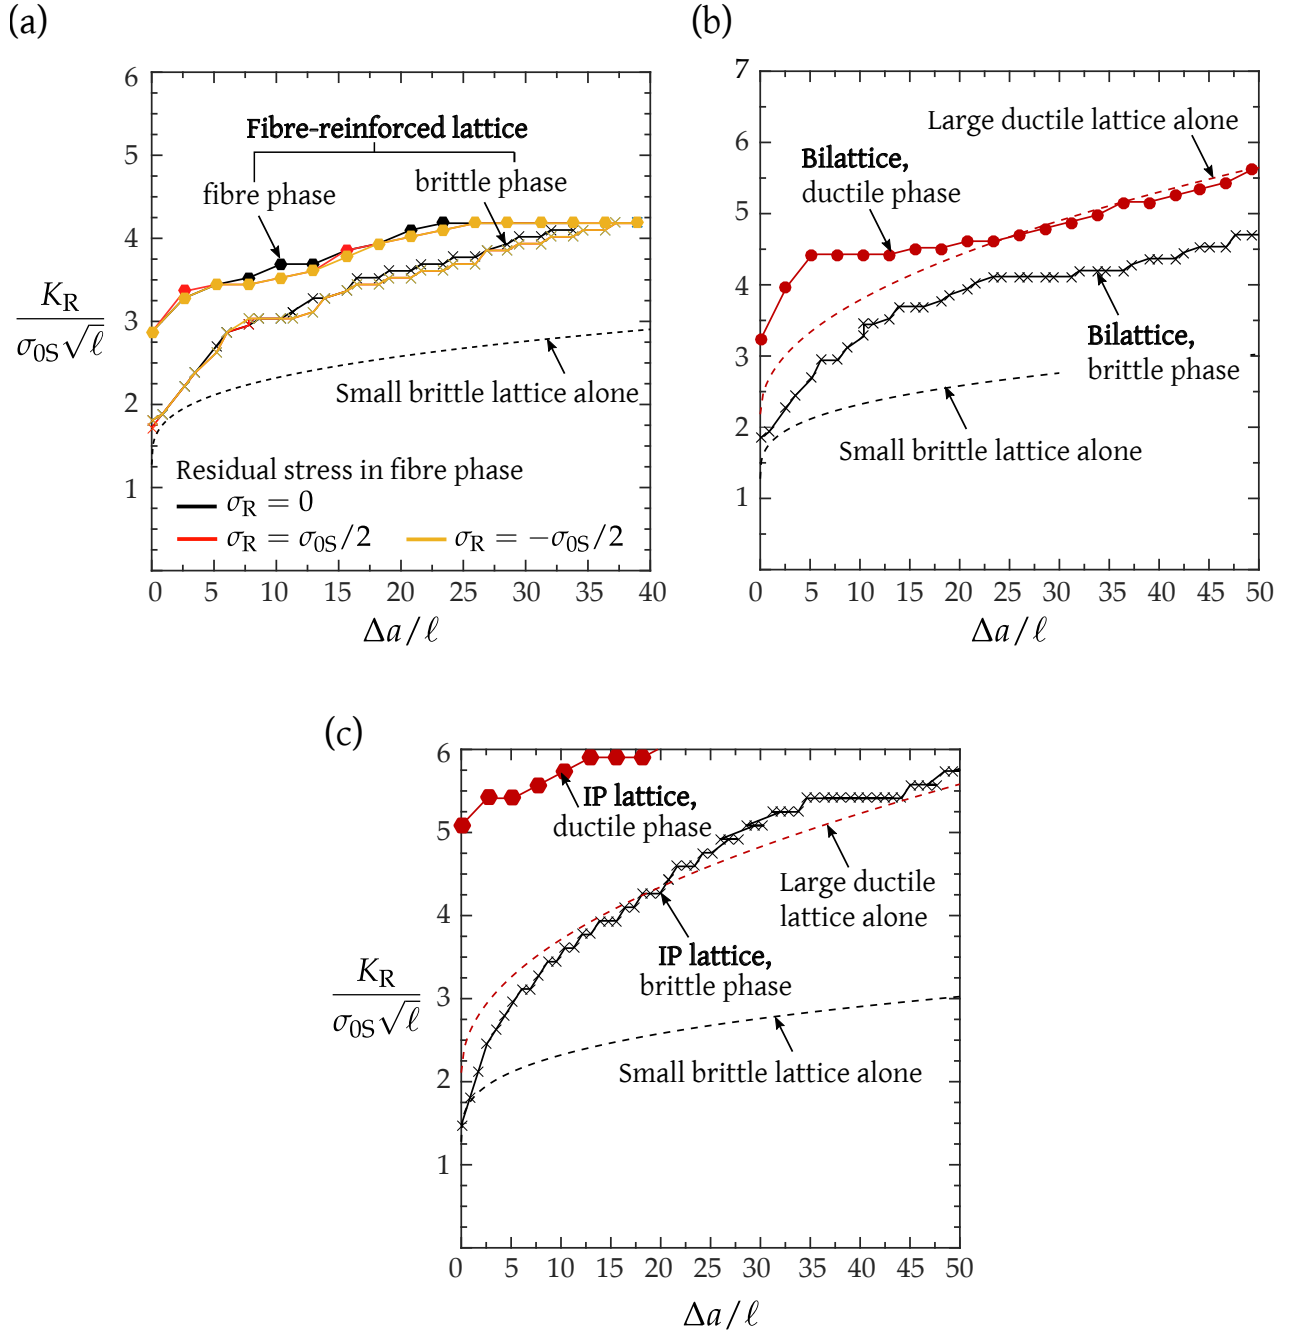 (a)
6
5
4
3
2
1
K_R / σ_0S√ℓ
Fibre-reinforced lattice
fibre phase
brittle phase
Small brittle lattice alone
Residual stress in fibre phase
σ_R = 0
σ_R = σ_0S/2
σ_R = −σ_0S/2
0 5 10 15 20 25 30 35 40
Δa/ℓ
(b)
7
6
5
4
3
2
1
Large ductile lattice alone
Bilattice,
ductile phase
Bilattice,
brittle phase
Small brittle lattice alone
0 5 10 15 20 25 30 35 40 45 50
Δa/ℓ
(c)
6
5
4
3
2
1
K_R / σ_0S√ℓ
IP lattice,
ductile phase
Large ductile
lattice alone
IP lattice,
brittle phase
Small brittle lattice alone
0 5 10 15 20 25 30 35 40 45 50
Δa/ℓ